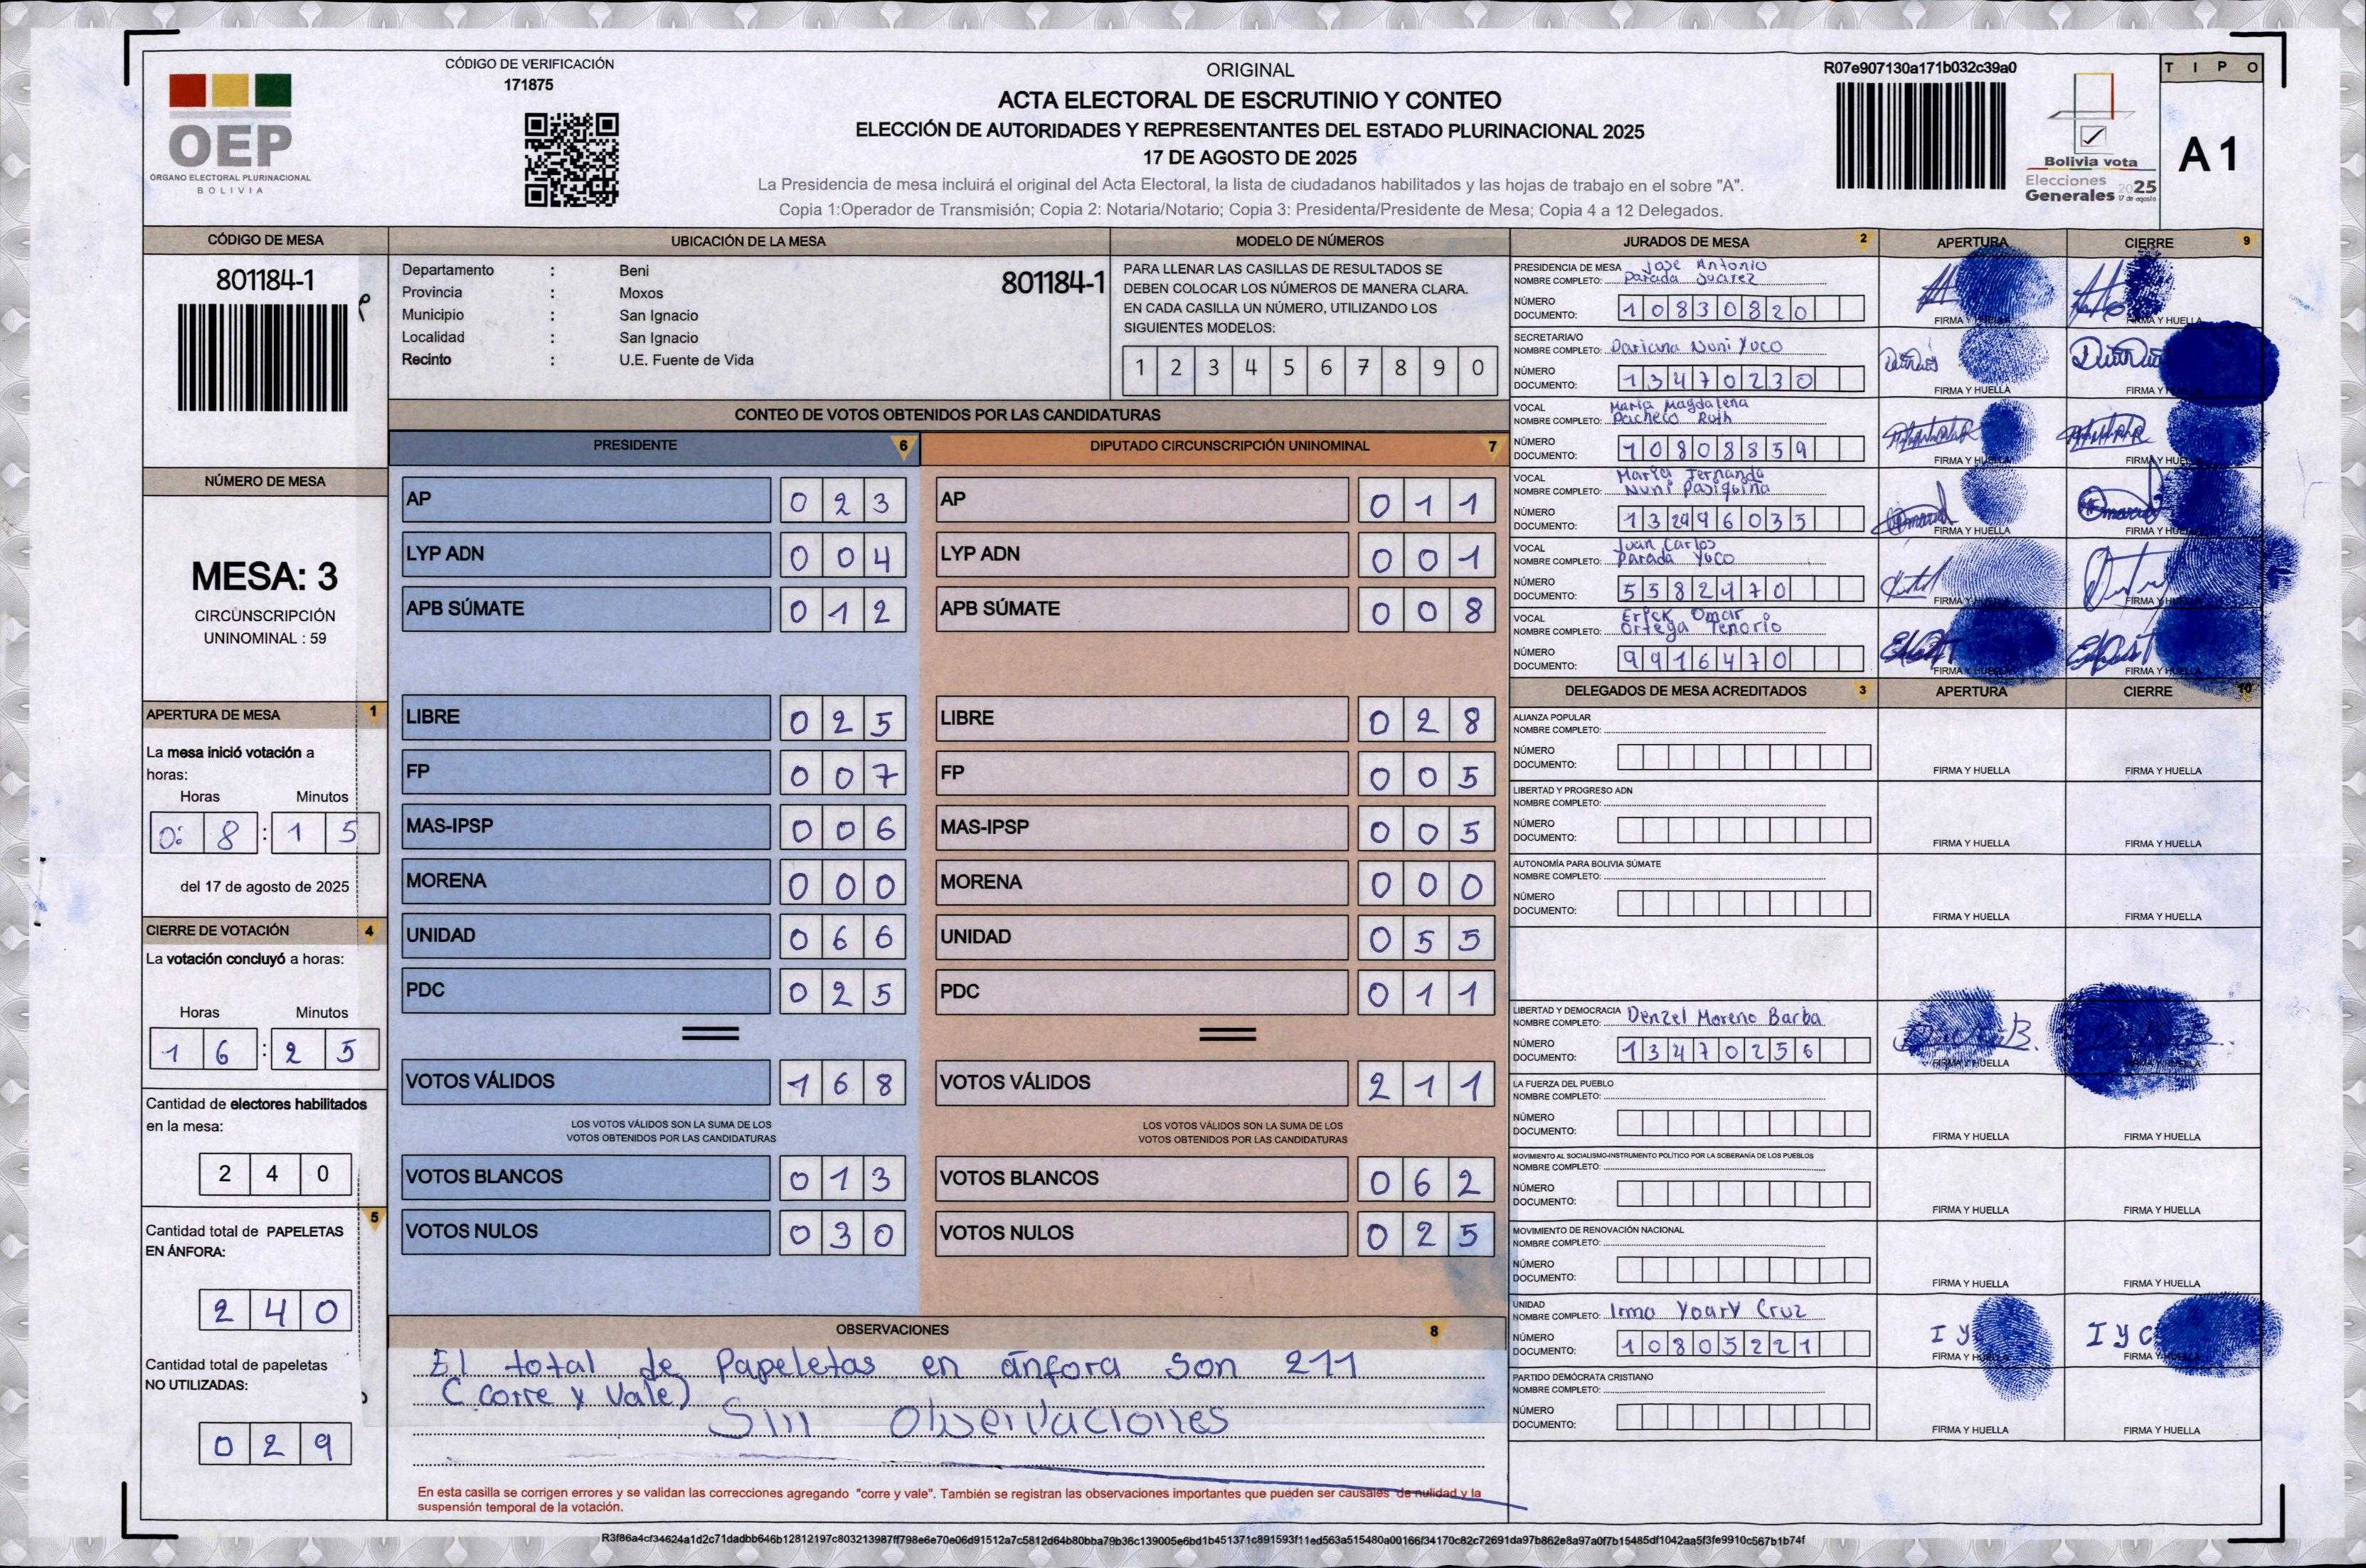 CÓDIGO DE VERIFICACIÓN
171875
OEP
ÓRGANO ELECTORAL PLURINACIONAL
BOLIVIA
ORIGINAL
ACTA ELECTORAL DE ESCRUTINIO Y CONTEO
ELECCIÓN DE AUTORIDADES Y REPRESENTANTES DEL ESTADO PLURINACIONAL 2025
17 DE AGOSTO DE 2025
La Presidencia de mesa incluirá el original del Acta Electoral, la lista de ciudadanos habilitados y las hojas de trabajo en el sobre "A".
Copia 1:Operador de Transmisión; Copia 2: Notaria/Notario; Copia 3: Presidenta/Presidente de Mesa; Copia 4 a 12 Delegados.
R07e907130a171b032c39a0
Bolivia vota
Elecciones
Generales 2025
17 de agosto
TIPO
A1
CÓDIGO DE MESA
801184-1
NÚMERO DE MESA
MESA: 3
CIRCUNSCRIPCIÓN
UNINOMINAL : 59
APERTURA DE MESA 1
La mesa inició votación a
horas:
Horas Minutos
0: 8 : 1 5
del 17 de agosto de 2025
CIERRE DE VOTACIÓN 4
La votación concluyó a horas:
Horas Minutos
1 6 : 2 5
Cantidad de electores habilitados
en la mesa:
2 4 0
5
Cantidad total de PAPELETAS
EN ÁNFORA:
2 4 0
Cantidad total de papeletas
NO UTILIZADAS:
0 2 9
UBICACIÓN DE LA MESA
Departamento : Beni
801184-1
Provincia : Moxos
Municipio : San Ignacio
Localidad : San Ignacio
Recinto : U.E. Fuente de Vida
MODELO DE NÚMEROS
PARA LLENAR LAS CASILLAS DE RESULTADOS SE
DEBEN COLOCAR LOS NÚMEROS DE MANERA CLARA.
EN CADA CASILLA UN NÚMERO, UTILIZANDO LOS
SIGUIENTES MODELOS:
1 2 3 4 5 6 7 8 9 0
CONTEO DE VOTOS OBTENIDOS POR LAS CANDIDATURAS
PRESIDENTE 6
AP 0 2 3
LYP ADN 0 0 4
APB SÚMATE 0 1 2
LIBRE 0 2 5
FP 0 0 7
MAS-IPSP 0 0 6
MORENA 0 0 0
UNIDAD 0 6 6
PDC 0 2 5
VOTOS VÁLIDOS 1 6 8
LOS VOTOS VÁLIDOS SON LA SUMA DE LOS
VOTOS OBTENIDOS POR LAS CANDIDATURAS
VOTOS BLANCOS 0 1 3
VOTOS NULOS 0 3 0
DIPUTADO CIRCUNSCRIPCIÓN UNINOMINAL 7
AP 0 1 1
LYP ADN 0 0 1
APB SÚMATE 0 0 8
LIBRE 0 2 8
FP 0 0 5
MAS-IPSP 0 0 5
MORENA 0 0 0
UNIDAD 0 5 5
PDC 0 1 1
VOTOS VÁLIDOS 2 1 1
LOS VOTOS VÁLIDOS SON LA SUMA DE LOS
VOTOS OBTENIDOS POR LAS CANDIDATURAS
VOTOS BLANCOS 0 6 2
VOTOS NULOS 0 2 5
OBSERVACIONES 8
El total de Papeletas en ánfora son 211
(corre y vale)
Sin Observaciones
En esta casilla se corrigen errores y se validan las correcciones agregando "corre y vale". También se registran las observaciones importantes que pueden ser causales de nulidad y la
suspensión temporal de la votación.
JURADOS DE MESA 2 APERTURA CIERRE 9
PRESIDENCIA DE MESA Jose Antonio
NOMBRE COMPLETO: Parada Juarez
NÚMERO
DOCUMENTO: 1 0 8 3 0 8 2 0
FIRMA Y HUELLA FIRMA Y HUELLA
SECRETARIA/O
NOMBRE COMPLETO: Dariana Nuni Yuco
NÚMERO
DOCUMENTO: 1 3 4 7 0 2 3 0
FIRMA Y HUELLA
VOCAL Maria Magdalena
NOMBRE COMPLETO: Pacheco Roth
NÚMERO
DOCUMENTO: 1 0 8 0 8 8 5 9
FIRMA Y HUELLA FIRMA Y HUELLA
VOCAL Maria Fernanda
NOMBRE COMPLETO: Nuni Pasiquina
NÚMERO
DOCUMENTO:
FIRMA Y HUELLA FIRMA Y HUELLA
VOCAL Juan Carlos
NOMBRE COMPLETO: Parada Yuco
NÚMERO
DOCUMENTO: 5 5 8 2 1 7 0
FIRMA Y HUELLA FIRMA Y HUELLA
VOCAL Erick Omar
NOMBRE COMPLETO: Ortega Tenorio
NÚMERO
DOCUMENTO: 9 9 1 6 4 7 0
FIRMA Y HUELLA FIRMA Y HUELLA
DELEGADOS DE MESA ACREDITADOS 3 APERTURA CIERRE 10
ALIANZA POPULAR
NOMBRE COMPLETO:
NÚMERO
DOCUMENTO:
FIRMA Y HUELLA FIRMA Y HUELLA
LIBERTAD Y PROGRESO ADN
NOMBRE COMPLETO:
NÚMERO
DOCUMENTO:
FIRMA Y HUELLA FIRMA Y HUELLA
AUTONOMÍA PARA BOLIVIA SÚMATE
NOMBRE COMPLETO:
NÚMERO
DOCUMENTO:
FIRMA Y HUELLA FIRMA Y HUELLA
LIBERTAD Y DEMOCRACIA
NOMBRE COMPLETO: Denzel Moreno Barba
NÚMERO
DOCUMENTO: 1 3 4 7 0 2 5 6
FIRMA Y HUELLA FIRMA Y HUELLA
LA FUERZA DEL PUEBLO
NOMBRE COMPLETO:
NÚMERO
DOCUMENTO:
FIRMA Y HUELLA FIRMA Y HUELLA
MOVIMIENTO AL SOCIALISMO-INSTRUMENTO POLÍTICO POR LA SOBERANÍA DE LOS PUEBLOS
NOMBRE COMPLETO:
NÚMERO
DOCUMENTO:
FIRMA Y HUELLA FIRMA Y HUELLA
MOVIMIENTO DE RENOVACIÓN NACIONAL
NOMBRE COMPLETO:
NÚMERO
DOCUMENTO:
FIRMA Y HUELLA FIRMA Y HUELLA
UNIDAD
NOMBRE COMPLETO: Irma Yoary Cruz
NÚMERO
DOCUMENTO: 1 0 8 0 5 2 2 1
I Y I Y C
FIRMA Y HUELLA FIRMA Y HUELLA
PARTIDO DEMÓCRATA CRISTIANO
NOMBRE COMPLETO:
NÚMERO
DOCUMENTO:
FIRMA Y HUELLA FIRMA Y HUELLA